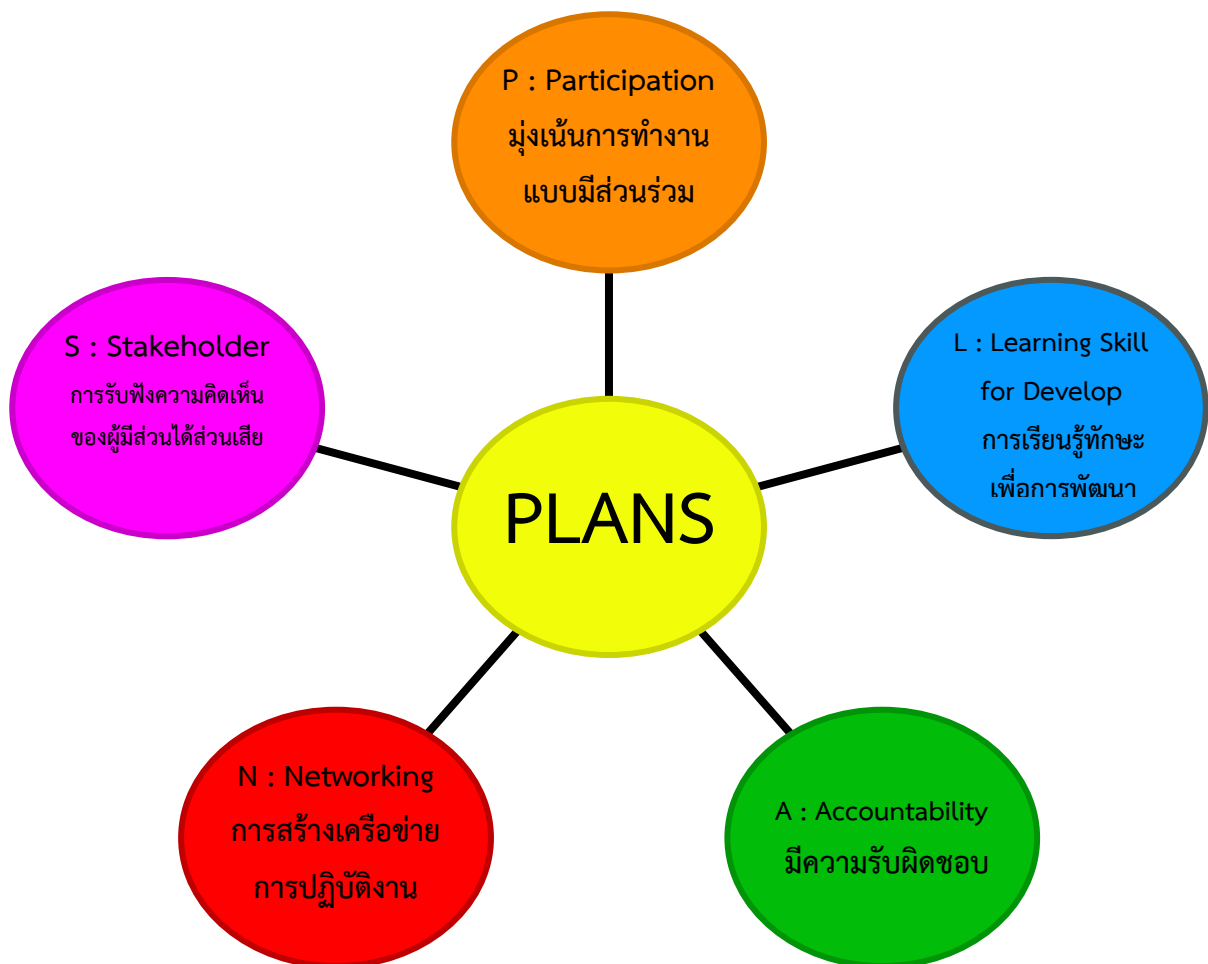 P : Participation
มุ่งเน้นการทำงาน
แบบมีส่วนร่วม
S : Stakeholder
การรับฟังความคิดเห็น
ของผู้มีส่วนได้ส่วนเสีย
L : Learning Skill
for Develop
การเรียนรู้ทักษะ
เพื่อการพัฒนา
PLANS
N : Networking
การสร้างเครือข่าย
การปฏิบัติงาน
A : Accountability
มีความรับผิดชอบ